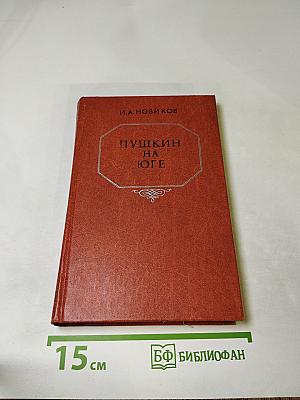 И.А.НОВИКОВ
ПУШКИН
НА
ЮГЕ
15 см
БФ БИБЛИОФАН